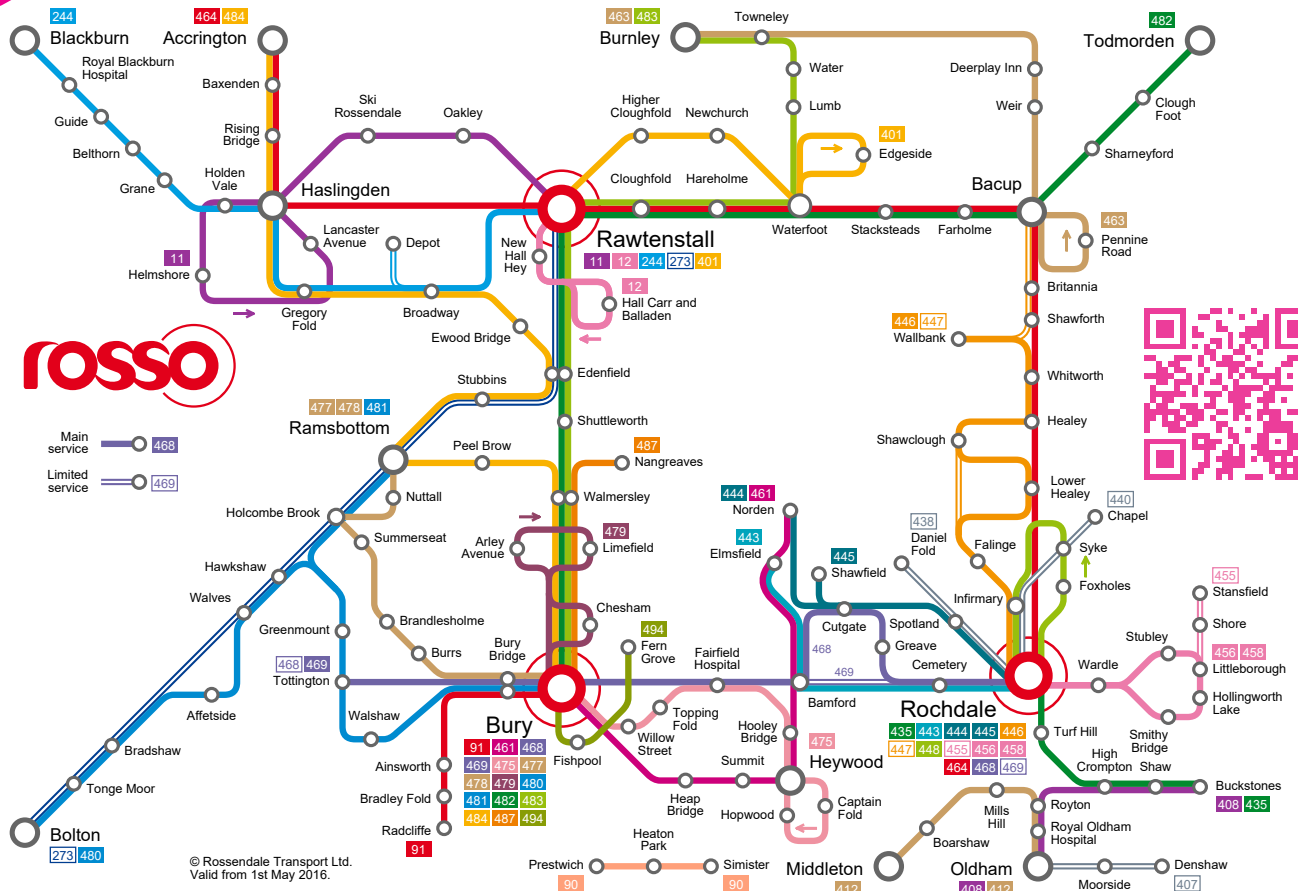 244
Blackburn
Royal Blackburn
Hospital
Guide
Belthorn
Grane
Holden
Vale
464 484
Accrington
Baxenden
Rising
Bridge
Haslingden
Ski
Rossendale
Oakley
Lancaster
Avenue
Depot
11
Helmshore
Gregory
Fold
Broadway
Ewood Bridge
463 483
Burnley
Towneley
Water
Lumb
Higher
Cloughfold
Newchurch
Cloughfold
Hareholme
401
Edgeside
Waterfoot
Stacksteads
Farholme
Deerplay Inn
Weir
Bacup
482
Todmorden
Clough
Foot
Sharneyford
463
Pennine
Road
Rawtenstall
11 12 244 273 401
New
Hall
Hey
12
Hall Carr and
Balladen
Britannia
Shawforth
446 447
Wallbank
Whitworth
Healey
Shawclough
Lower
Healey
rosso
Main
service
468
Limited
service
469
Stubbins
Edenfield
Shuttleworth
477 478 481
Ramsbottom
Peel Brow
487
Nangreaves
Nuttall
Walmersley
Holcombe Brook
Summerseat
Arley
Avenue
479
Limefield
Hawkshaw
Walves
Chesham
Greenmount
Brandlesholme
Burrs
Bury
Bridge
494
Fern
Grove
468 469
Tottington
Affetside
Walshaw
Bradshaw
Tonge Moor
Bolton
273 480
Ainsworth
Bradley Fold
Radcliffe
91
Bury
91 461 468
469 475 477
478 479 480
481 482 483
484 487 494
Fishpool
Willow
Street
Topping
Fold
Fairfield
Hospital
444 461
Norden
443
Elmsfield
445
Shawfield
Cutgate
468
469
Spotland
Greave
Cemetery
Bamford
438
Daniel
Fold
440
Chapel
Falinge
Infirmary
Syke
Foxholes
Rochdale
435 443 444 445 446
447 448 455 456 458
464 468 469
455
Stansfield
Shore
Stubley
456 458
Littleborough
Wardle
Hollingworth
Lake
Smithy
Bridge
Turf Hill
High
Crompton
Shaw
Buckstones
408 435
Hooley
Bridge
475
Heywood
Summit
Heap
Bridge
Hopwood
Captain
Fold
Mills
Hill
Boarshaw
Royton
Royal Oldham
Hospital
Middleton
412
Oldham
408 412
Moorside
Denshaw
407
Prestwich
90
Heaton
Park
Simister
90
© Rossendale Transport Ltd.
Valid from 1st May 2016.